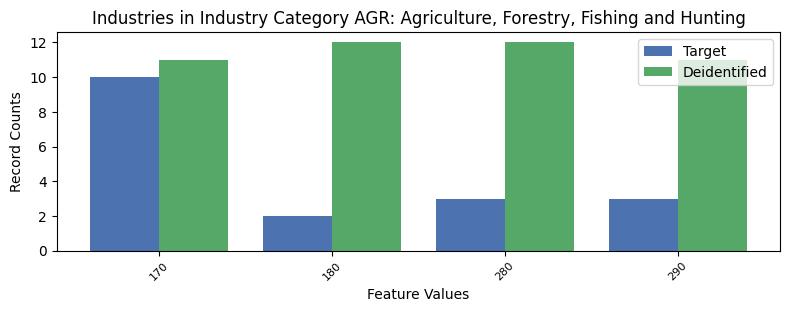 Industries in Industry Category AGR: Agriculture, Forestry, Fishing and Hunting
12
10
8
6
4
2
0
Record Counts
Target
Deidentified
170
180
280
290
Feature Values